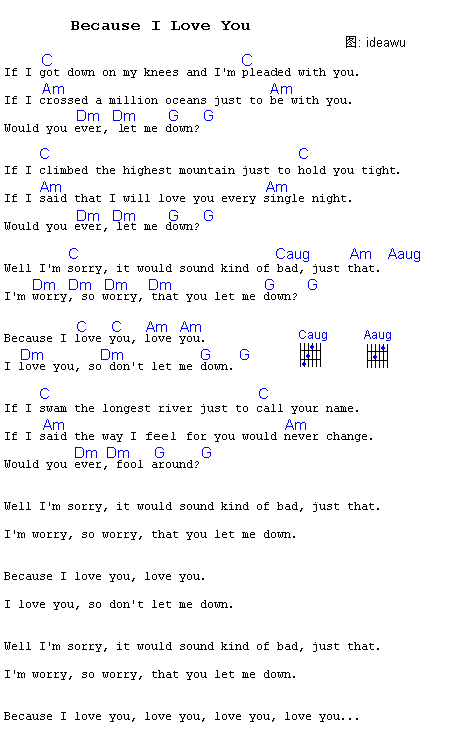 Because I Love You
图: ideawu
C C
If I got down on my knees and I'm pleaded with you.
Am Am
If I crossed a million oceans just to be with you.
Dm Dm G G
Would you ever, let me down?
C C
If I climbed the highest mountain just to hold you tight.
Am Am
If I said that I will love you every single night.
Dm Dm G G
Would you ever, let me down?
C Caug Am Aaug
Well I'm sorry, it would sound kind of bad, just that.
Dm Dm Dm Dm G G
I'm worry, so worry, that you let me down?
C C Am Am
Because I love you, love you.
Caug Aaug
Dm Dm G G
I love you, so don't let me down.
C C
If I swam the longest river just to call your name.
Am Am
If I said the way I feel for you would never change.
Dm Dm G G
Would you ever, fool around?
Well I'm sorry, it would sound kind of bad, just that.
I'm worry, so worry, that you let me down.
Because I love you, love you.
I love you, so don't let me down.
Well I'm sorry, it would sound kind of bad, just that.
I'm worry, so worry, that you let me down.
Because I love you, love you, love you, love you...